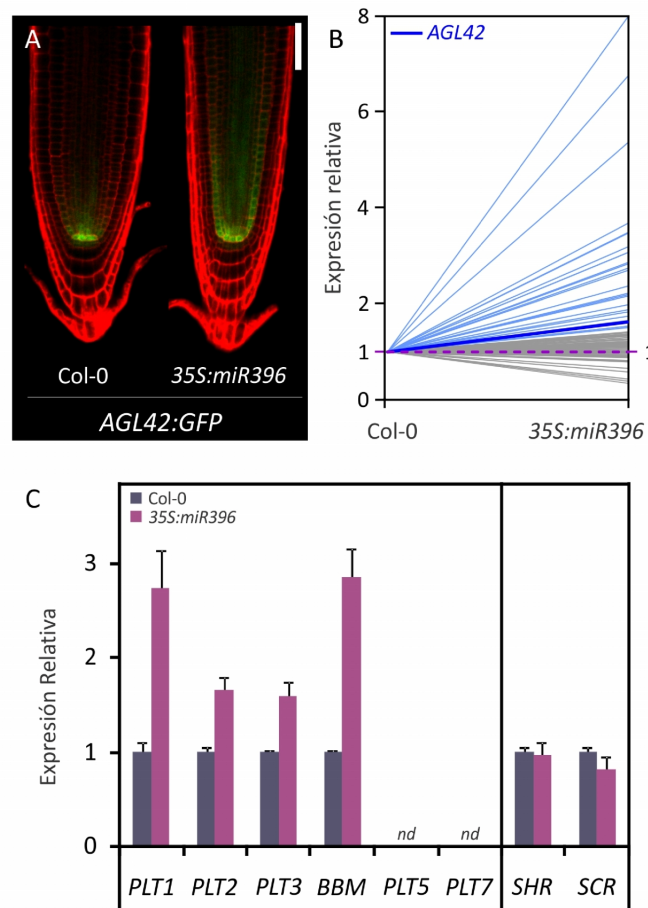 A
Col-0
35S:miR396
AGL42:GFP
B
AGL42
Expresión relativa
8
6
4
2
1
0
1
Col-0
35S:miR396
C
Col-0
35S:miR396
Expresión Relativa
3
2
1
0
nd
nd
PLT1
PLT2
PLT3
BBM
PLT5
PLT7
SHR
SCR